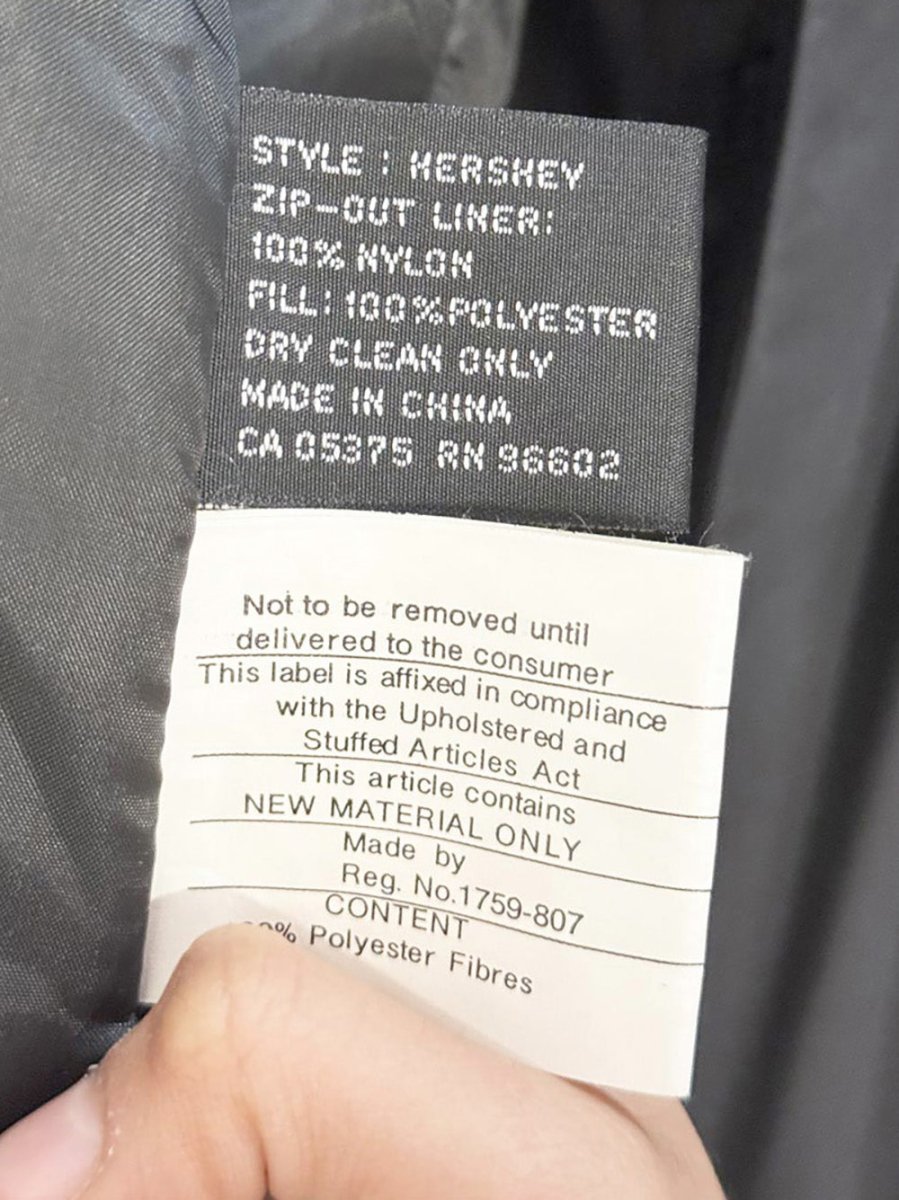 STYLE : HERSHEY
ZIP-OUT LINER:
100% NYLON
FILL: 100% POLYESTER
DRY CLEAN ONLY
MADE IN CHINA
CA 05375 RN 96602
Not to be removed until
delivered to the consumer
This label is affixed in compliance
with the Upholstered and
Stuffed Articles Act
This article contains
NEW MATERIAL ONLY
Made by
Reg. No.1759-807
CONTENT
Polyester Fibres